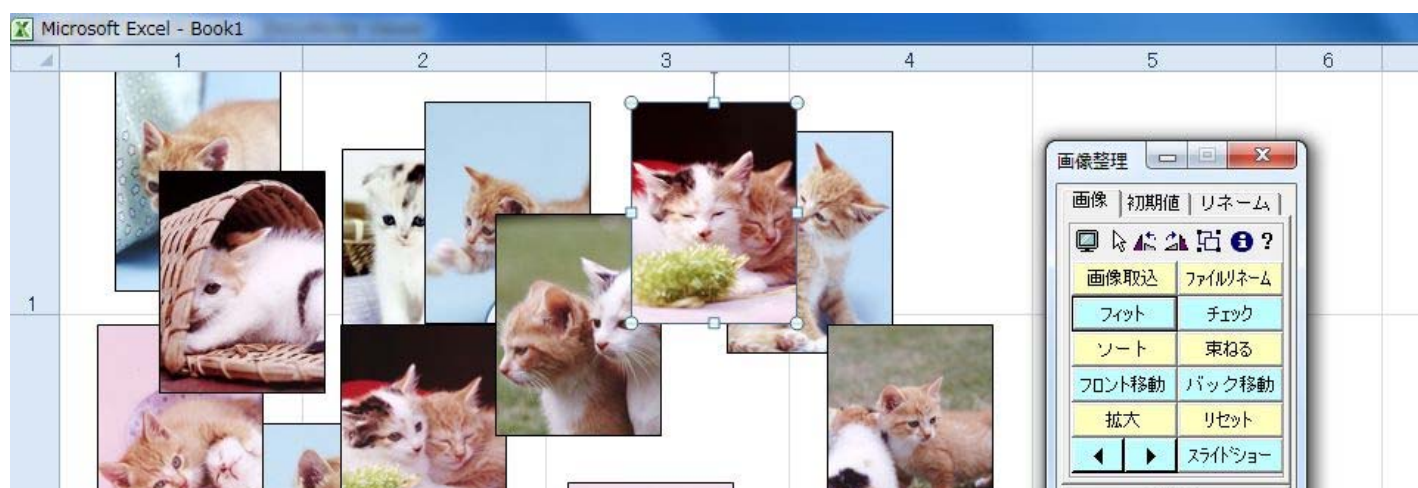 Microsoft Excel - Book1
1 2 3 4 5 6
1
画像整理
画像 初期値 リネーム
?
画像取込 ファイルリネーム
フィット チェック
ソート 束ねる
フロント移動 バック移動
拡大 リセット
スライドショー